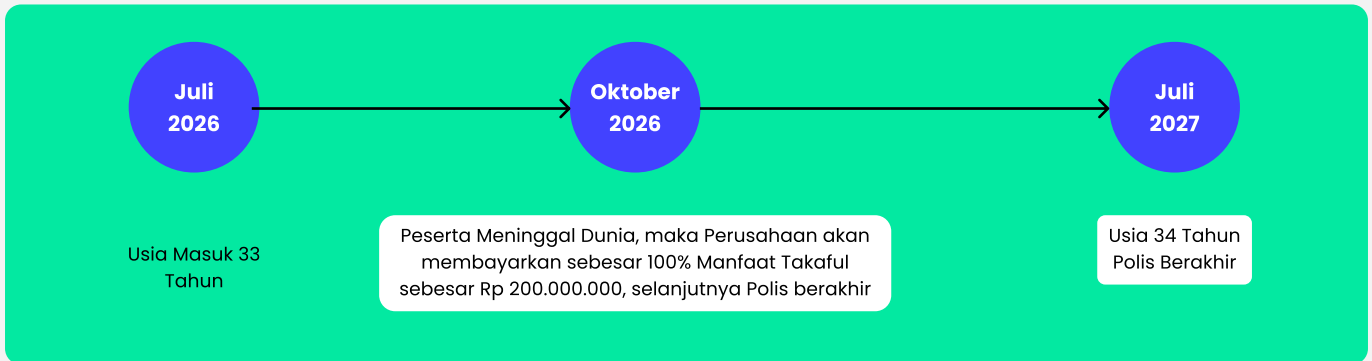 Juli
2026
Oktober
2026
Juli
2027
Usia Masuk 33
Tahun
Peserta Meninggal Dunia, maka Perusahaan akan
membayarkan sebesar 100% Manfaat Takaful
sebesar Rp 200.000.000, selanjutnya Polis berakhir
Usia 34 Tahun
Polis Berakhir